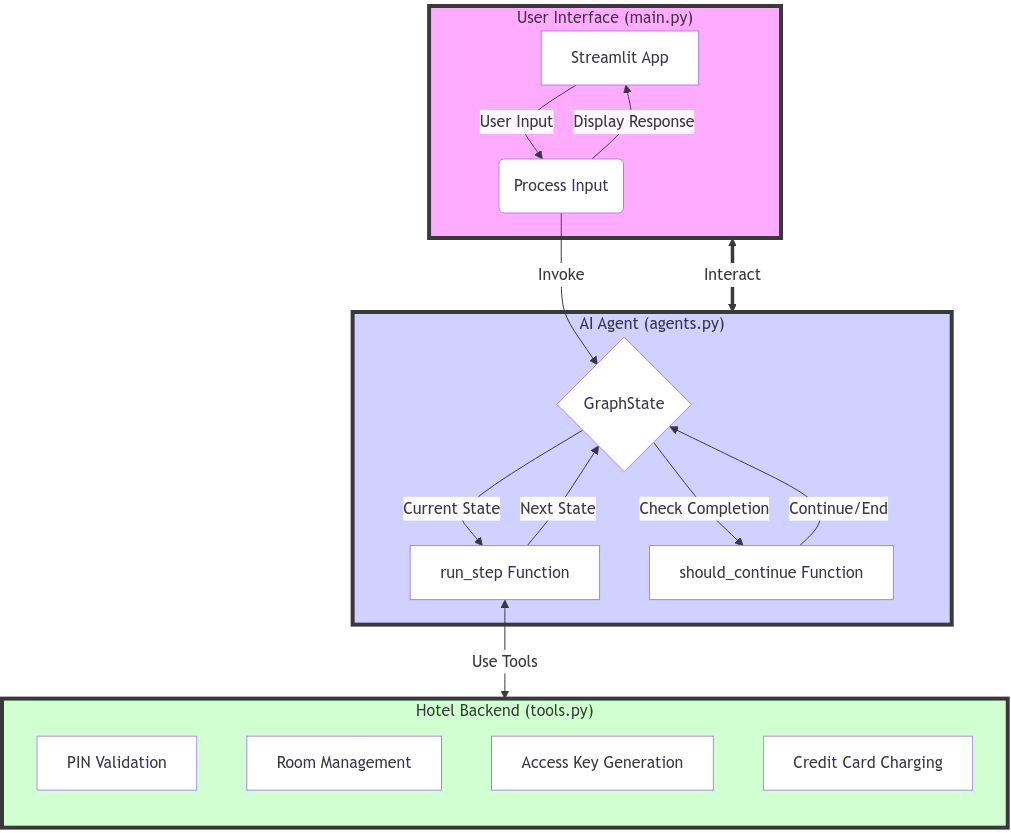 User Interface (main.py)
Streamlit App
User Input
Display Response
Process Input
Invoke
Interact
AI Agent (agents.py)
GraphState
Current State
Next State
Check Completion
Continue/End
run_step Function
should_continue Function
Use Tools
Hotel Backend (tools.py)
PIN Validation
Room Management
Access Key Generation
Credit Card Charging